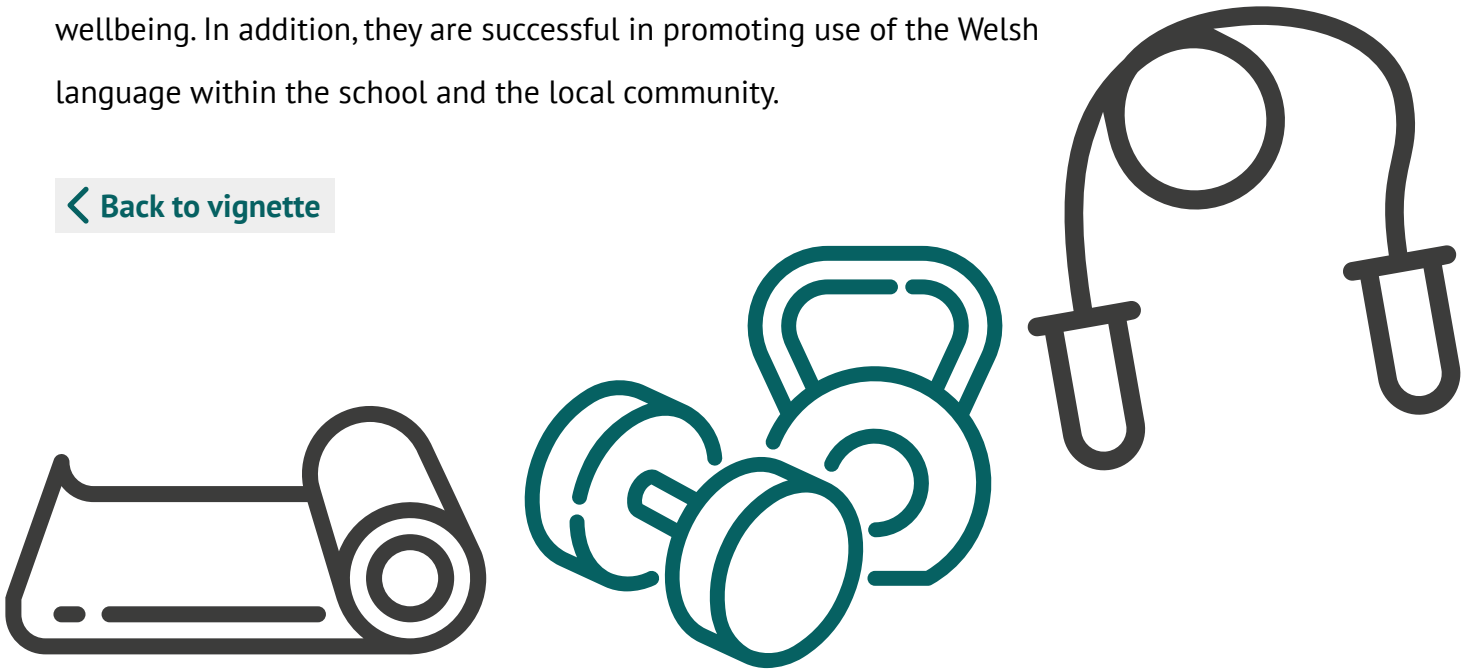 wellbeing. In addition, they are successful in promoting use of the Welsh
language within the school and the local community.
Back to vignette